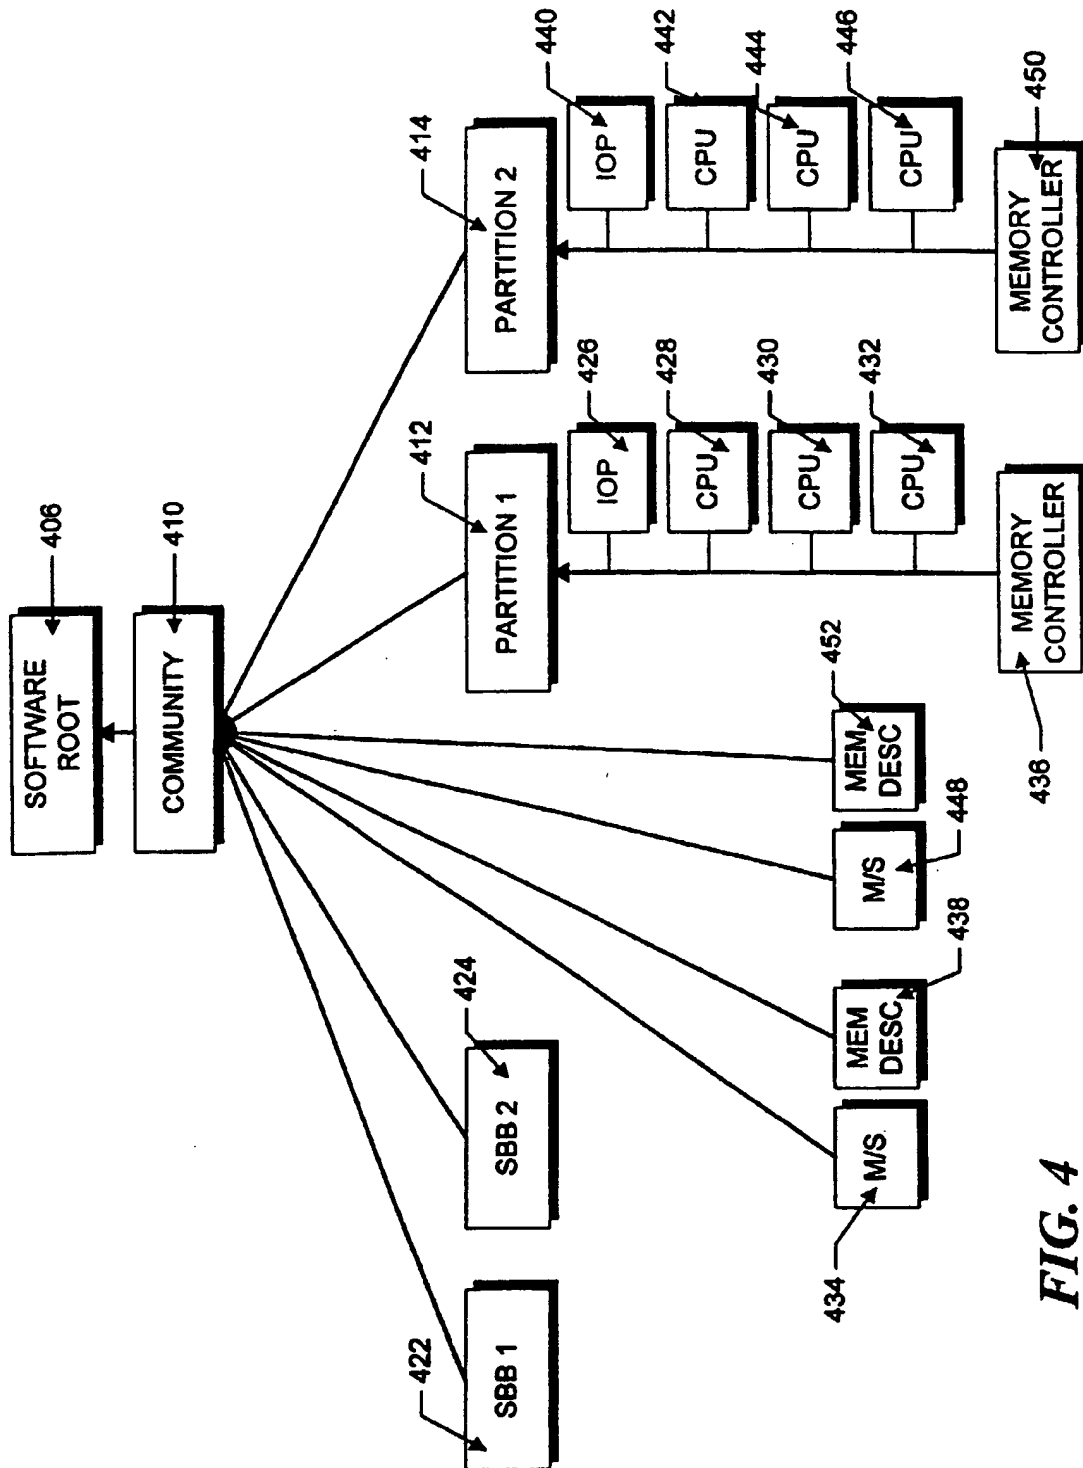 SOFTWARE
ROOT
406
COMMUNITY
410
SBB 1
422
SBB 2
424
PARTITION 1
412
PARTITION 2
414
IOP
426
CPU
428
CPU
430
CPU
432
IOP
440
CPU
442
CPU
444
CPU
446
M/S
434
MEM
DESC
438
M/S
448
MEM
DESC
452
MEMORY
CONTROLLER
436
MEMORY
CONTROLLER
450
FIG. 4